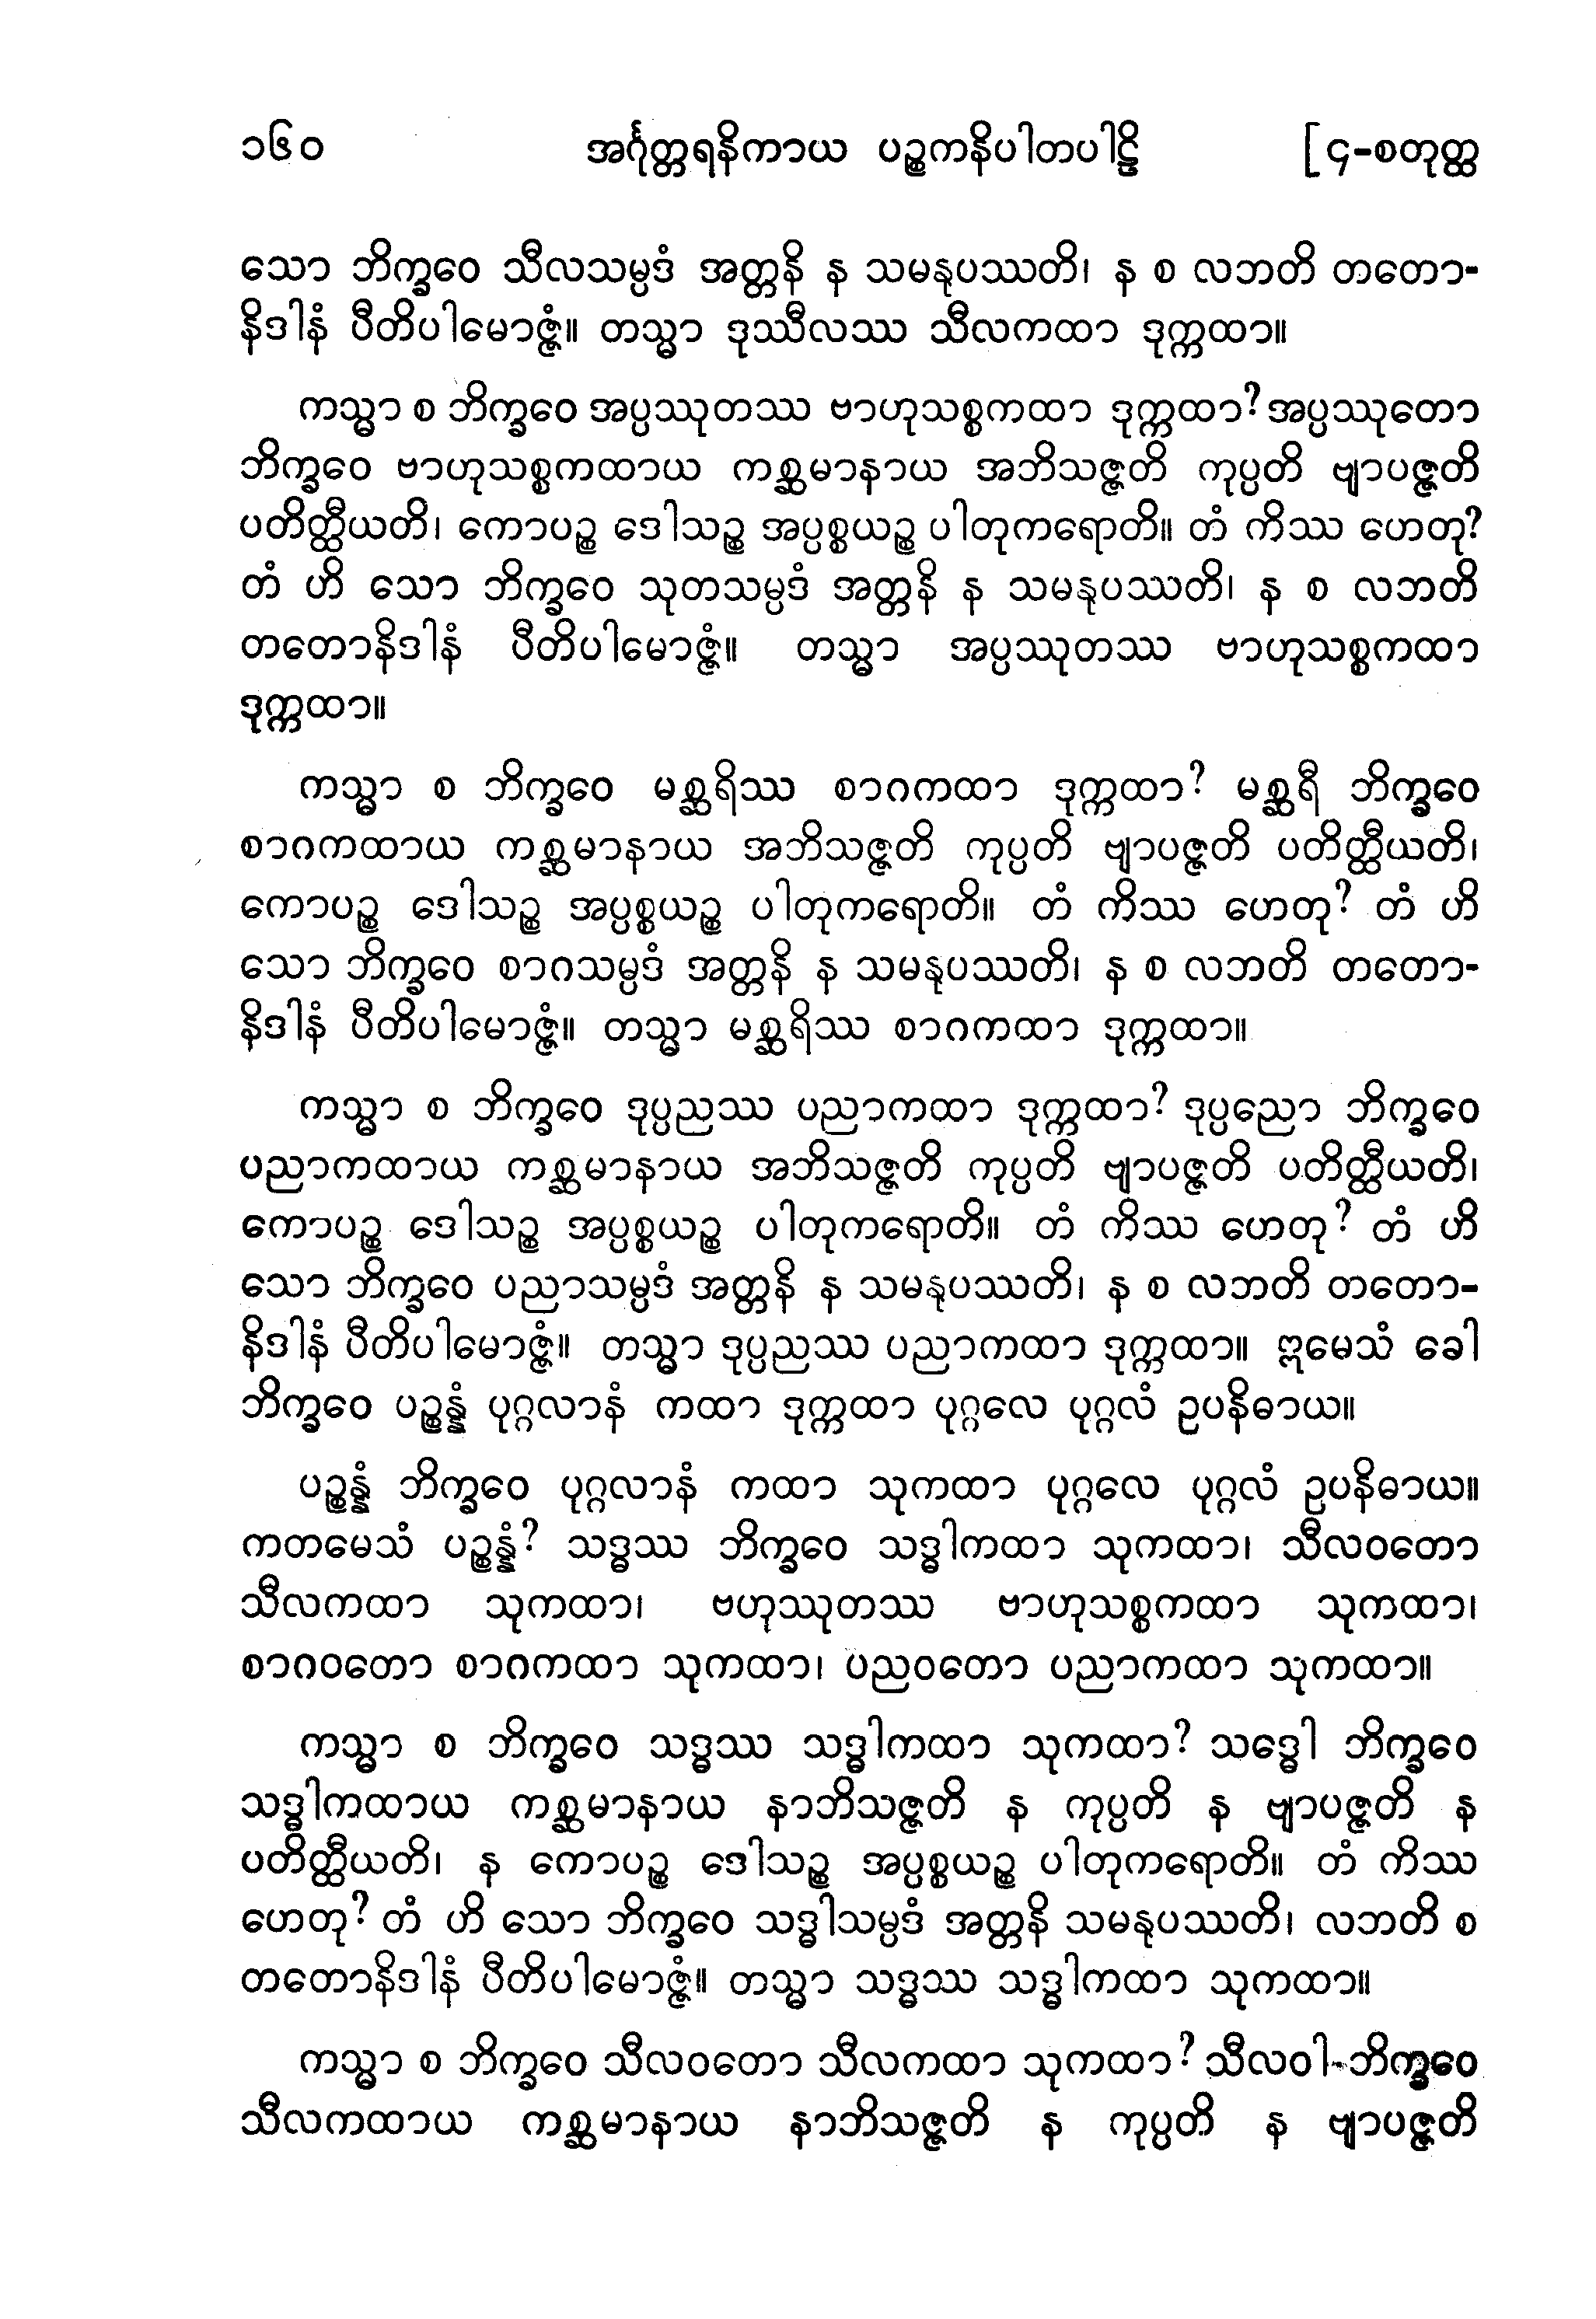 ၁၆၀ အင်္ဂုတ္တရနိကာယ ပဉ္စကနိပါတပါဠိ [၄-စတုတ္ထ
သော ဘိက္ခဝေ သီလသမ္ပဒံ အတ္တနိ န သမနုပဿတိ၊ န စ လဘတိ တတော-
နိဒါနံ ပီတိပါမောဇ္ဇံ။ တသ္မာ ဒုဿီလဿ သီလကထာ ဒုက္ကထာ။
ကသ္မာ စ ဘိက္ခဝေ အပ္ပဿုတဿ ဗာဟုသစ္စကထာ ဒုက္ကထာ? အပ္ပဿုတော
ဘိက္ခဝေ ဗာဟုသစ္စကထာယ ကစ္ဆမာနာယ အဘိသဇ္ဇတိ ကုပ္ပတိ ဗျာပဇ္ဇတိ
ပတိတ္ထီယတိ၊ ကောပဉ္စ ဒေါသဉ္စ အပ္ပစ္စယဉ္စ ပါတုကရောတိ။ တံ ကိဿ ဟေတု?
တံ ဟိ သော ဘိက္ခဝေ သုတသမ္ပဒံ အတ္တနိ န သမနုပဿတိ၊ န စ လဘတိ
တတောနိဒါနံ ပီတိပါမောဇ္ဇံ။ တသ္မာ အပ္ပဿုတဿ ဗာဟုသစ္စကထာ
ဒုက္ကထာ။
ကသ္မာ စ ဘိက္ခဝေ မစ္ဆရိဿ စာဂကထာ ဒုက္ကထာ? မစ္ဆရီ ဘိက္ခဝေ
စာဂကထာယ ကစ္ဆမာနာယ အဘိသဇ္ဇတိ ကုပ္ပတိ ဗျာပဇ္ဇတိ ပတိတ္ထီယတိ၊
ကောပဉ္စ ဒေါသဉ္စ အပ္ပစ္စယဉ္စ ပါတုကရောတိ။ တံ ကိဿ ဟေတု? တံ ဟိ
သော ဘိက္ခဝေ စာဂသမ္ပဒံ အတ္တနိ န သမနုပဿတိ၊ န စ လဘတိ တတော-
နိဒါနံ ပီတိပါမောဇ္ဇံ။ တသ္မာ မစ္ဆရိဿ စာဂကထာ ဒုက္ကထာ။
ကသ္မာ စ ဘိက္ခဝေ ဒုပ္ပညဿ ပညာကထာ ဒုက္ကထာ? ဒုပ္ပညော ဘိက္ခဝေ
ပညာကထာယ ကစ္ဆမာနာယ အဘိသဇ္ဇတိ ကုပ္ပတိ ဗျာပဇ္ဇတိ ပတိတ္ထီယတိ၊
ကောပဉ္စ ဒေါသဉ္စ အပ္ပစ္စယဉ္စ ပါတုကရောတိ။ တံ ကိဿ ဟေတု? တံ ဟိ
သော ဘိက္ခဝေ ပညာသမ္ပဒံ အတ္တနိ န သမနုပဿတိ၊ န စ လဘတိ တတော-
နိဒါနံ ပီတိပါမောဇ္ဇံ။ တသ္မာ ဒုပ္ပညဿ ပညာကထာ ဒုက္ကထာ။ ဣမေသံ ခေါ
ဘိက္ခဝေ ပဉ္စန္နံ ပုဂ္ဂလာနံ ကထာ ဒုက္ကထာ ပုဂ္ဂလေ ပုဂ္ဂလံ ဥပနိဓာယ။
ပဉ္စန္နံ ဘိက္ခဝေ ပုဂ္ဂလာနံ ကထာ သုကထာ ပုဂ္ဂလေ ပုဂ္ဂလံ ဥပနိဓာယ။
ကတမေသံ ပဉ္စန္နံ? သဒ္ဓဿ ဘိက္ခဝေ သဒ္ဓါကထာ သုကထာ၊ သီလဝတော
သီလကထာ သုကထာ၊ ဗဟုဿုတဿ ဗာဟုသစ္စကထာ သုကထာ၊
စာဂဝတော စာဂကထာ သုကထာ၊ ပညဝတော ပညာကထာ သုကထာ။
ကသ္မာ စ ဘိက္ခဝေ သဒ္ဓဿ သဒ္ဓါကထာ သုကထာ? သဒ္ဓေါ ဘိက္ခဝေ
သဒ္ဓါကထာယ ကစ္ဆမာနာယ နာဘိသဇ္ဇတိ န ကုပ္ပတိ န ဗျာပဇ္ဇတိ န
ပတိတ္ထီယတိ၊ န ကောပဉ္စ ဒေါသဉ္စ အပ္ပစ္စယဉ္စ ပါတုကရောတိ။ တံ ကိဿ
ဟေတု? တံ ဟိ သော ဘိက္ခဝေ သဒ္ဓါသမ္ပဒံ အတ္တနိ သမနုပဿတိ၊ လဘတိ စ
တတောနိဒါနံ ပီတိပါမောဇ္ဇံ။ တသ္မာ သဒ္ဓဿ သဒ္ဓါကထာ သုကထာ။
ကသ္မာ စ ဘိက္ခဝေ သီလဝတော သီလကထာ သုကထာ? သီလဝါ ဘိက္ခဝေ
သီလကထာယ ကစ္ဆမာနာယ နာဘိသဇ္ဇတိ န ကုပ္ပတိ န ဗျာပဇ္ဇတိ